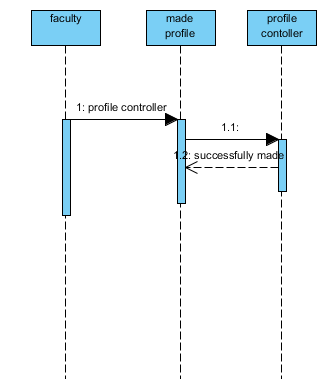 faculty
made
profile
profile
contoller
1: profile controller
1.1:
1.2: successfully made